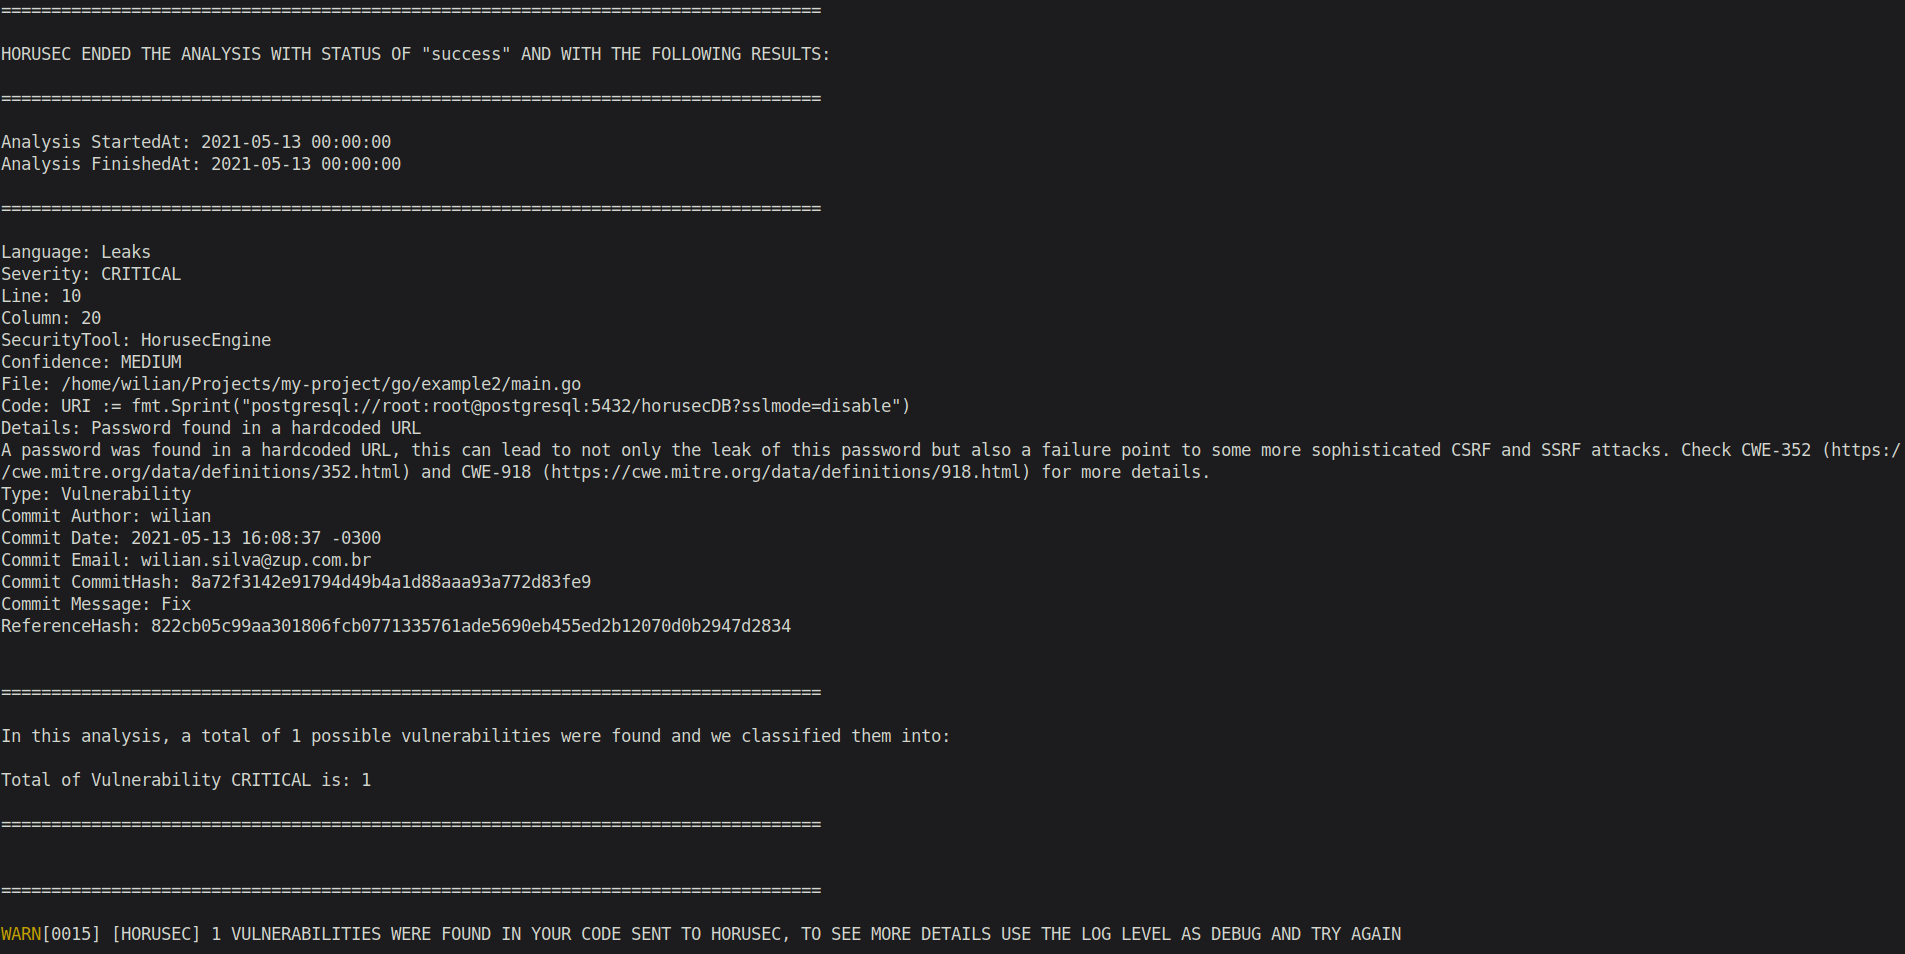 ==================================================================================
HORUSEC ENDED THE ANALYSIS WITH STATUS OF "success" AND WITH THE FOLLOWING RESULTS:
==================================================================================
Analysis StartedAt: 2021-05-13 00:00:00
Analysis FinishedAt: 2021-05-13 00:00:00
==================================================================================
Language: Leaks
Severity: CRITICAL
Line: 10
Column: 20
SecurityTool: HorusecEngine
Confidence: MEDIUM
File: /home/wilian/Projects/my-project/go/example2/main.go
Code: URI := fmt.Sprint("postgresql://root:root@postgresql:5432/horusecDB?sslmode=disable")
Details: Password found in a hardcoded URL
A password was found in a hardcoded URL, this can lead to not only the leak of this password but also a failure point to some more sophisticated CSRF and SSRF attacks. Check CWE-352 (https:/
/cwe.mitre.org/data/definitions/352.html) and CWE-918 (https://cwe.mitre.org/data/definitions/918.html) for more details.
Type: Vulnerability
Commit Author: wilian
Commit Date: 2021-05-13 16:08:37 -0300
Commit Email: wilian.silva@zup.com.br
Commit CommitHash: 8a72f3142e91794d49b4a1d88aaa93a772d83fe9
Commit Message: Fix
ReferenceHash: 822cb05c99aa301806fcb0771335761ade5690eb455ed2b12070d0b2947d2834
==================================================================================
In this analysis, a total of 1 possible vulnerabilities were found and we classified them into:
Total of Vulnerability CRITICAL is: 1
==================================================================================
==================================================================================
WARN[0015] [HORUSEC] 1 VULNERABILITIES WERE FOUND IN YOUR CODE SENT TO HORUSEC, TO SEE MORE DETAILS USE THE LOG LEVEL AS DEBUG AND TRY AGAIN